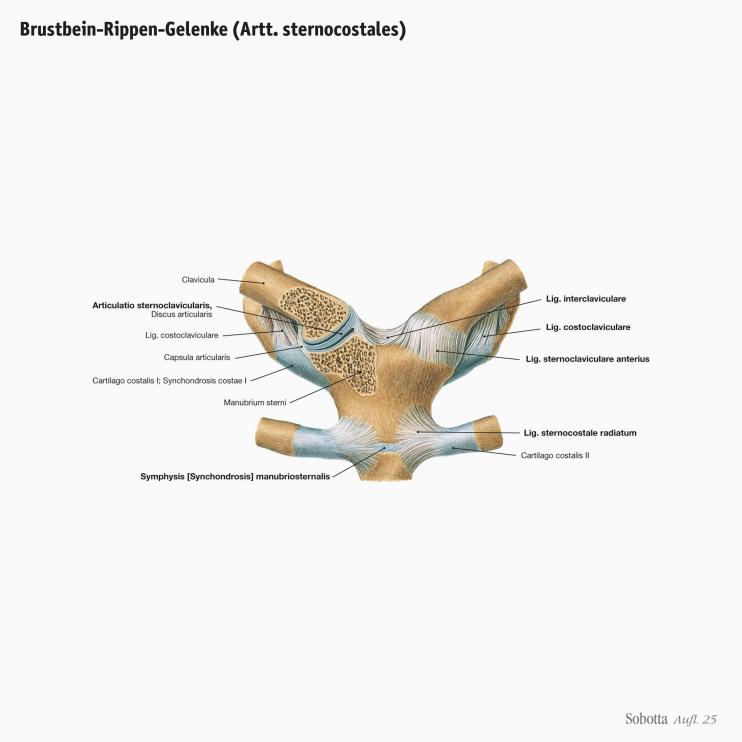 Brustbein-Rippen-Gelenke (Artt. sternocostales)
Clavicula
Articulatio sternoclavicularis,
Discus articularis
Lig. costoclaviculare
Capsula articularis
Cartilago costalis I; Synchondrosis costae I
Manubrium sterni
Symphysis [Synchondrosis] manubriosternalis
Lig. interclaviculare
Lig. costoclaviculare
Lig. sternoclaviculare anterius
Lig. sternocostale radiatum
Cartilago costalis II
Sobotta Aufl. 25